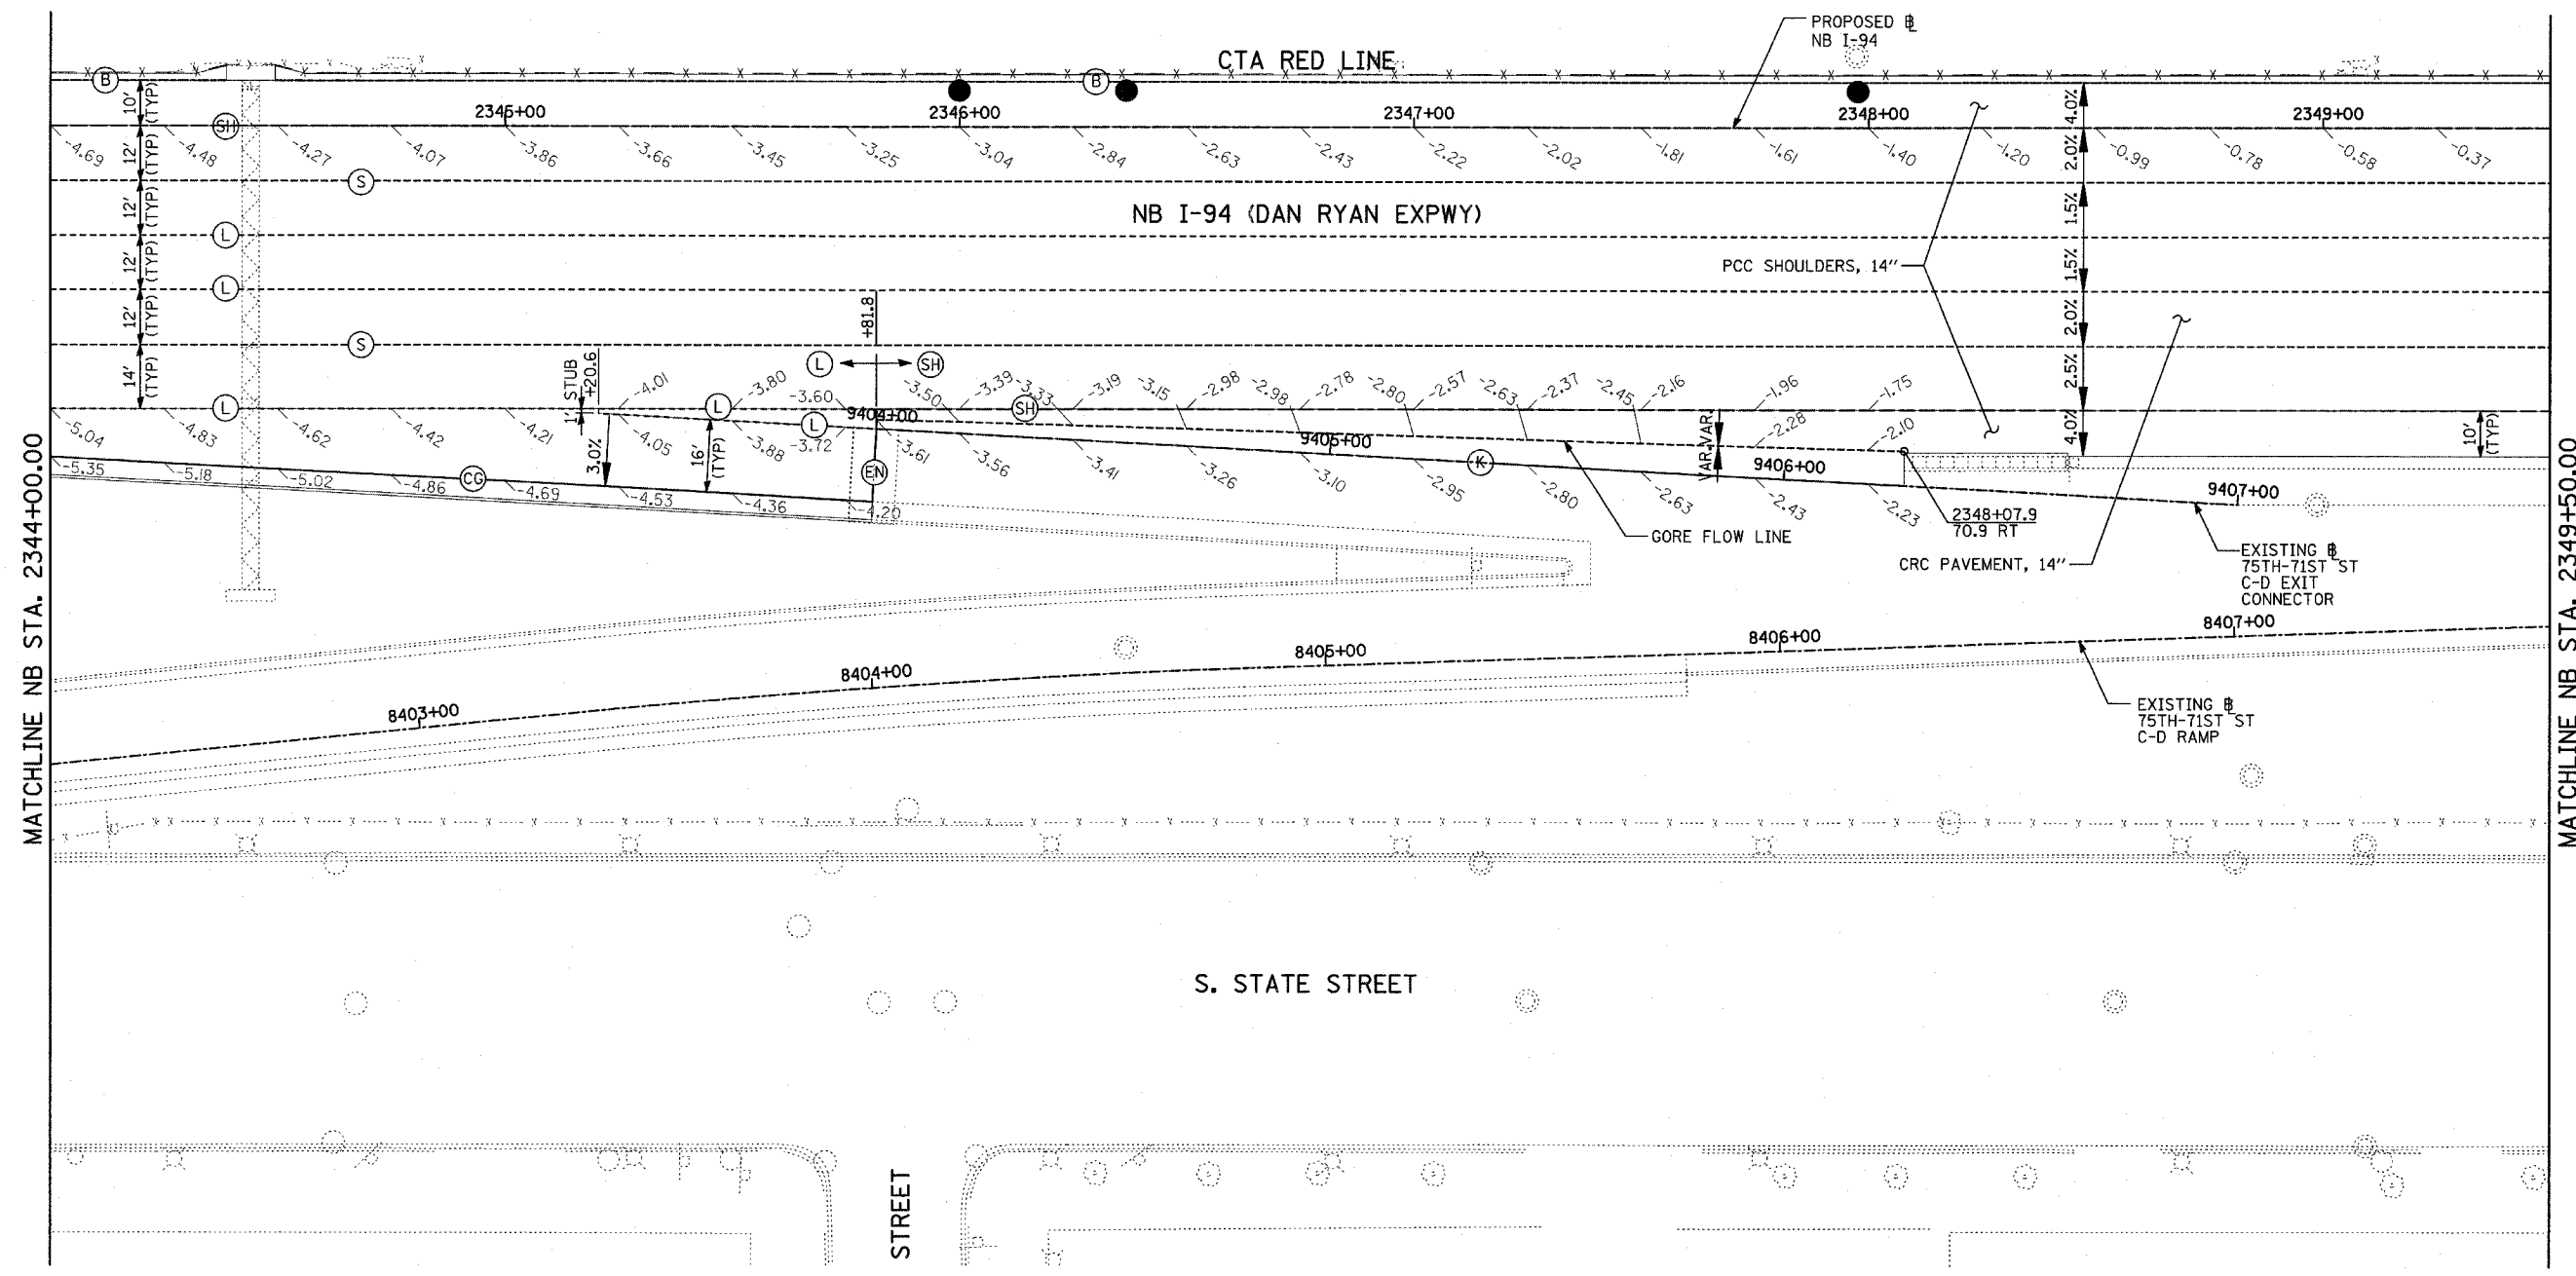 PROPOSED ⅊
NB I-94
CTA RED LINE
B
B
10'
(TYP)
4.0%
2345+00
2346+00
2347+00
2348+00
2349+00
SH
-4.69
-4.48
-4.27
-4.07
-3.86
-3.66
-3.45
-3.25
-3.04
-2.84
-2.63
-2.43
-2.22
-2.02
-1.81
-1.61
-1.40
-1.20
-0.99
-0.78
-0.58
-0.37
12'
(TYP)
2.0%
S
12'
(TYP)
NB I-94 (DAN RYAN EXPWY)
1.5%
L
12'
(TYP)
PCC SHOULDERS, 14"
1.5%
L
12'
(TYP)
+81.8
2.0%
S
14'
(TYP)
1' STUB
+20.6
L
SH
2.5%
-4.01
-3.80
-3.60
-3.50
-3.39
-3.33
-3.19
-3.15
-2.98
-2.98
-2.78
-2.80
-2.57
-2.63
-2.37
-2.45
-2.16
-1.96
-1.75
L
L
SH
9404+00
L
-5.04
-4.83
-4.62
-4.42
-4.21
-4.05
-3.88
-3.72
-3.61
-3.56
-3.41
-3.26
-3.10
-2.95
-2.80
-2.63
-2.43
-2.23
-2.28
-2.10
9405+00
VAR.
VAR.
4.0%
10'
(TYP)
3.0%
16'
(TYP)
K
9406+00
9407+00
-5.35
-5.18
-5.02
-4.86
CG
-4.69
-4.53
-4.36
-4.20
EN
2348+07.9
70.9 RT
GORE FLOW LINE
CRC PAVEMENT, 14"
EXISTING ⅊
75TH-71ST ST
C-D EXIT
CONNECTOR
MATCHLINE NB STA. 2344+00.00
MATCHLINE NB STA. 2349+50.00
8403+00
8404+00
8405+00
8406+00
8407+00
EXISTING ⅊
75TH-71ST ST
C-D RAMP
S. STATE STREET
STREET